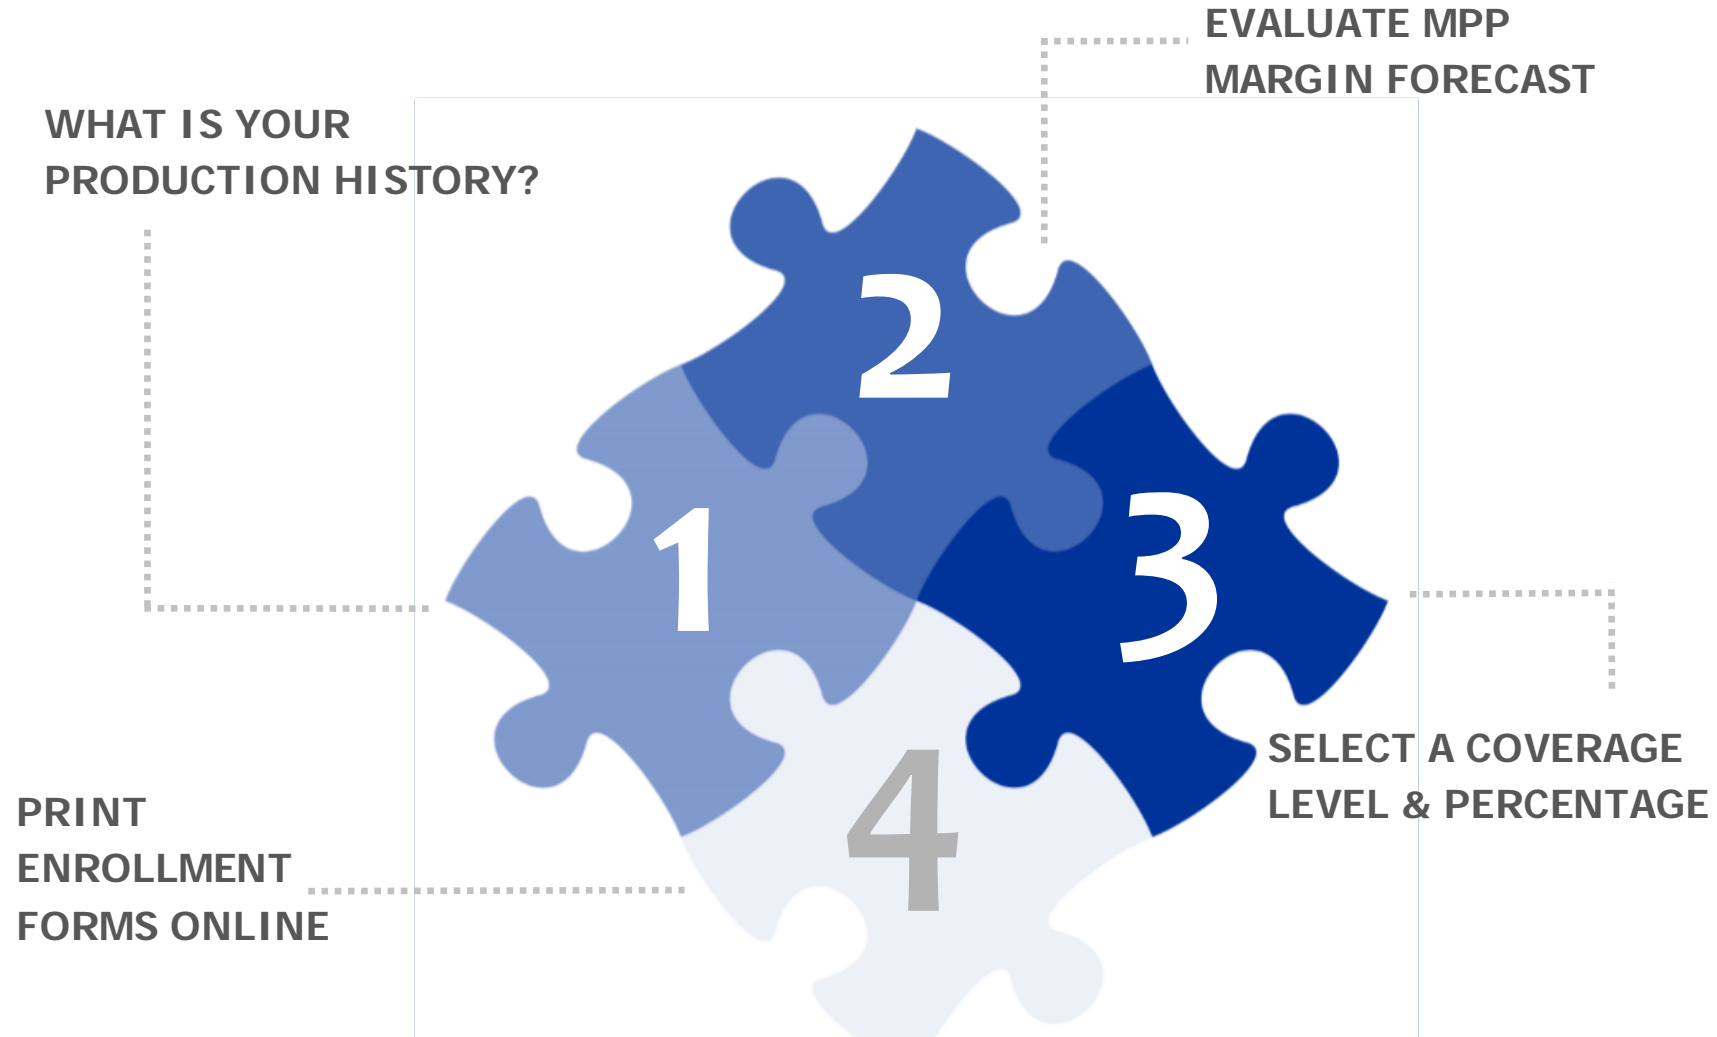 EVALUATE MPP
MARGIN FORECAST
WHAT IS YOUR
PRODUCTION HISTORY?
2
1
3
SELECT A COVERAGE
LEVEL & PERCENTAGE
4
PRINT
ENROLLMENT
FORMS ONLINE